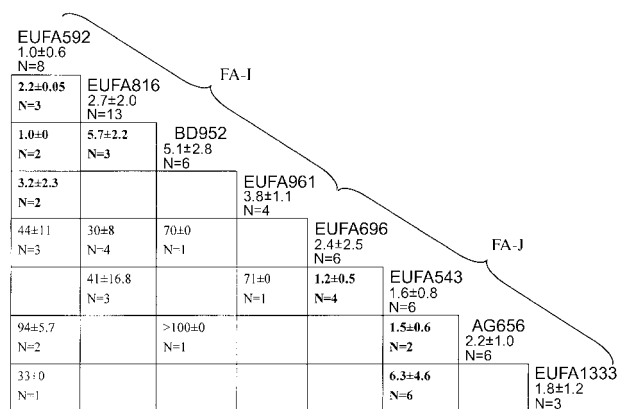 EUFA592
1.0±0.6
N=8
FA-I
2.2±0.05
N=3
EUFA816
2.7±2.0
N=13
1.0±0
N=2
5.7±2.2
N=3
BD952
5.1±2.8
N=6
3.2±2.3
N=2
EUFA961
3.8±1.1
N=4
44±11
N=3
30±8
N=4
70±0
N=1
EUFA696
2.4±2.5
N=6
FA-J
41±16.8
N=3
71±0
N=1
1.2±0.5
N=4
EUFA543
1.6±0.8
N=6
94±5.7
N=2
>100±0
N=1
1.5±0.6
N=2
AG656
2.2±1.0
N=6
33±0
N=1
6.3±4.6
N=6
EUFA1333
1.8±1.2
N=3